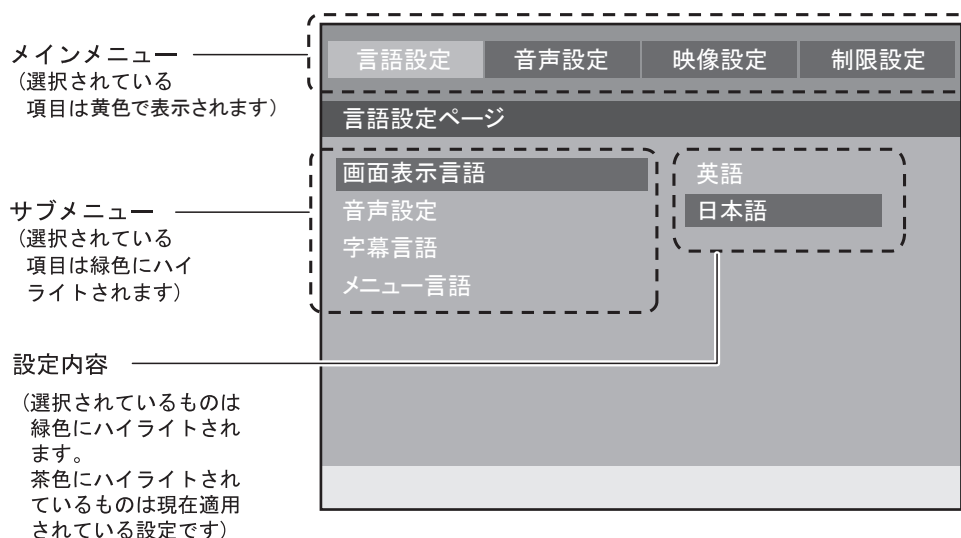 メインメニュー
（選択されている
項目は黄色で表示されます）
言語設定 音声設定 映像設定 制限設定
言語設定ページ
サブメニュー
（選択されている
項目は緑色にハイ
ライトされます）
画面表示言語
音声設定
字幕言語
メニュー言語
英語
日本語
設定内容
（選択されているものは
緑色にハイライトされ
ます。
茶色にハイライトされ
ているものは現在適用
されている設定です）